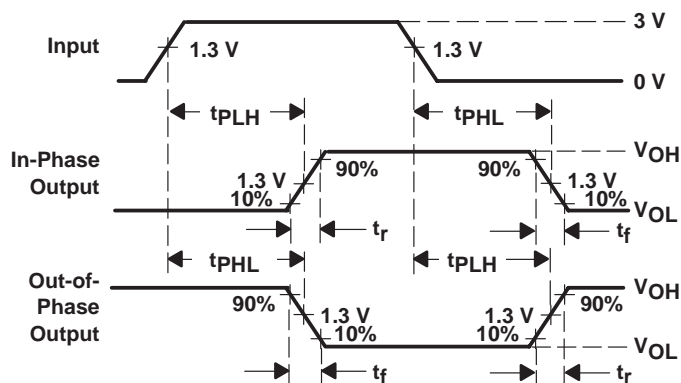 3 V
Input
1.3 V
1.3 V
0 V
tPLH
tPHL
In-Phase
Output
VOH
90%
90%
1.3 V
1.3 V
10%
10%
VOL
tr
tf
tPHL
tPLH
Out-of-
Phase
Output
VOH
90%
90%
1.3 V
1.3 V
10%
10%
VOL
tf
tr